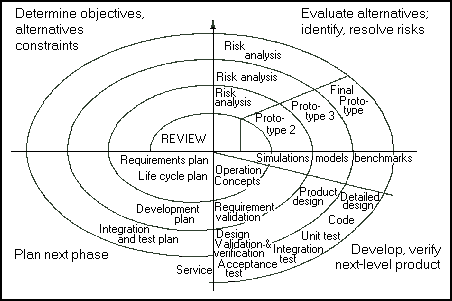 Determine objectives,
alternatives
constraints
Evaluate alternatives;
identify, resolve risks
Risk
analysis
Risk analysis
Risk
analysis
Final
Proto-
type
Proto-
type 3
Proto-
type 2
REVIEW
Requirements plan
Life cycle plan
Simulations models benchmarks
Operation
Concepts
Product
design
Detailed
design
Development
plan
Requirement
validation
Code
Integration
and test plan
Design
Validation &
verification
Unit test
Integration
test
Plan next phase
Develop, verify
next-level product
Service
Acceptance
test